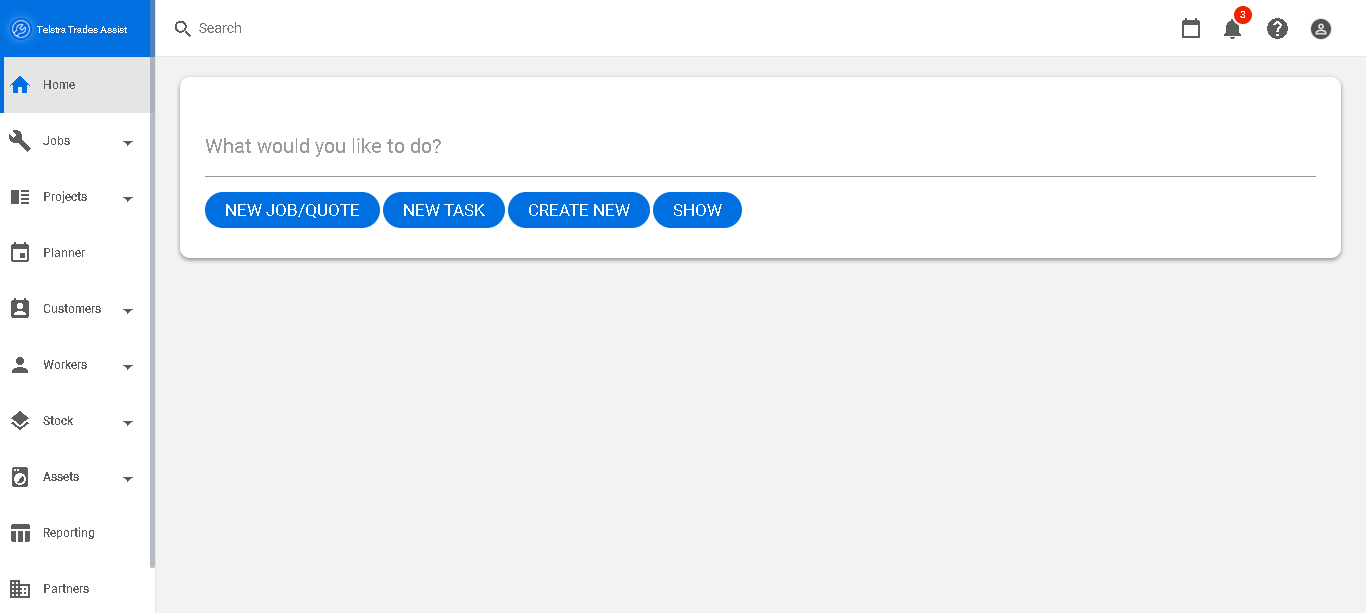 Telstra Trades Assist
Search
3
Home
Jobs
Projects
Planner
Customers
Workers
Stock
Assets
Reporting
Partners
What would you like to do?
NEW JOB/QUOTE NEW TASK CREATE NEW SHOW